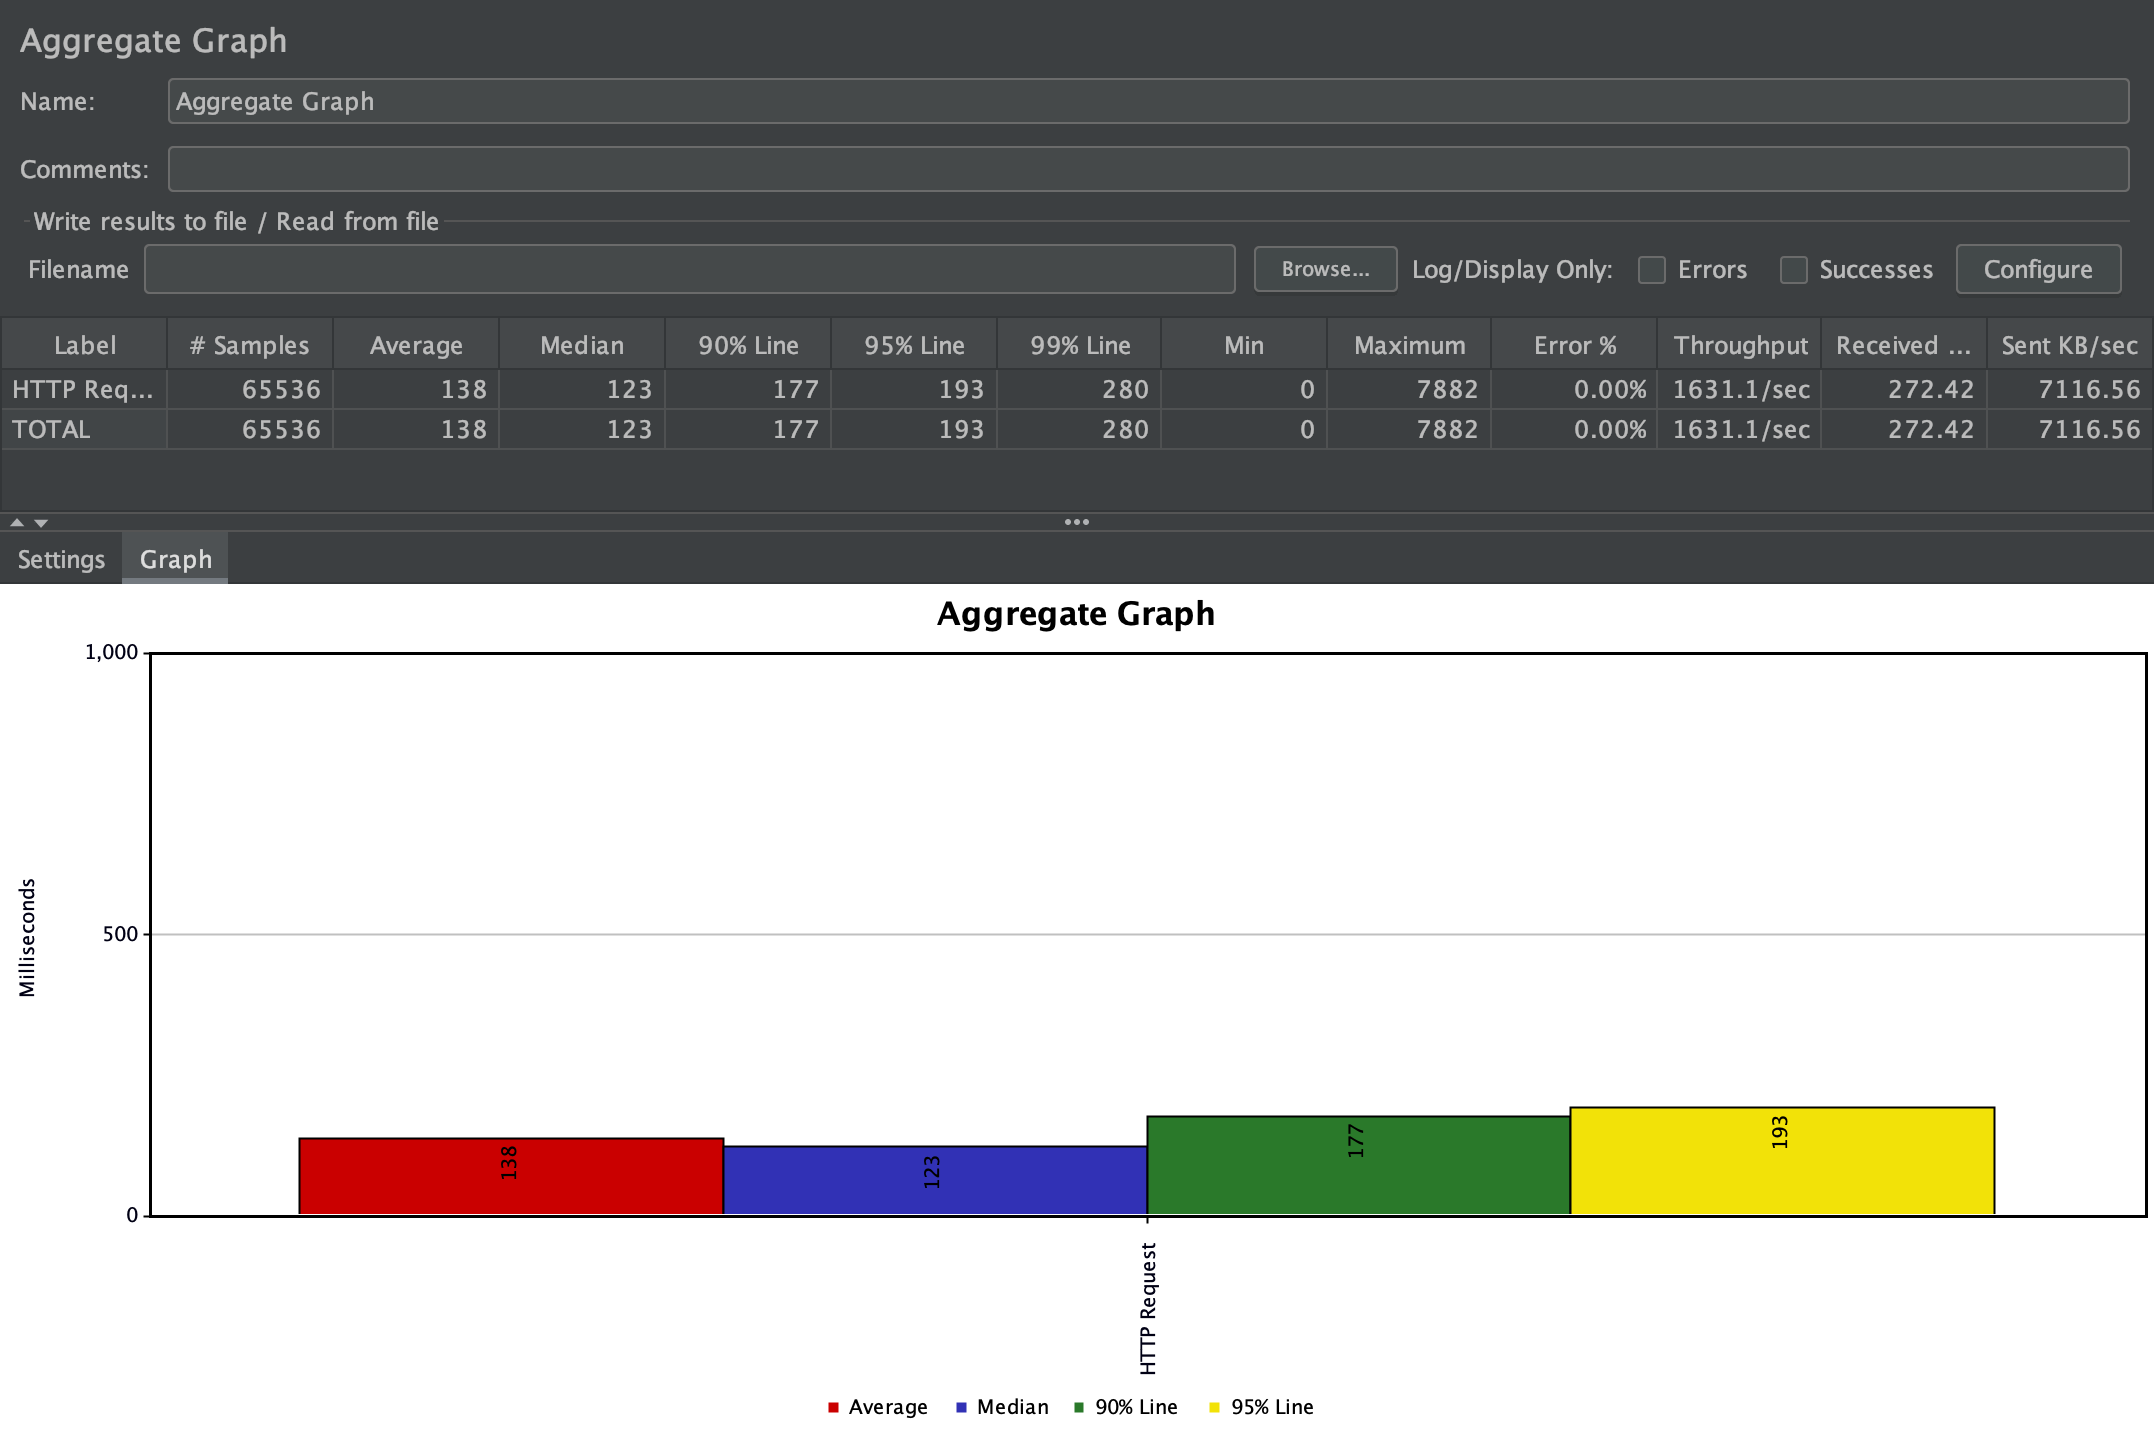 Aggregate Graph
Name: Aggregate Graph
Comments:
Write results to file / Read from file
Filename Browse... Log/Display Only: Errors Successes Configure
Label # Samples Average Median 90% Line 95% Line 99% Line Min Maximum Error % Throughput Received ... Sent KB/sec
HTTP Req... 65536 138 123 177 193 280 0 7882 0.00% 1631.1/sec 272.42 7116.56
TOTAL 65536 138 123 177 193 280 0 7882 0.00% 1631.1/sec 272.42 7116.56
Settings Graph
Aggregate Graph
1,000
500
0
Milliseconds
138
123
177
193
HTTP Request
Average Median 90% Line 95% Line